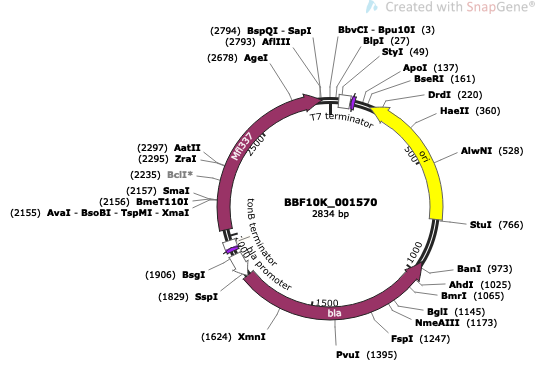 Created with SnapGene®
(2794) BspQI - SapI
(2793) AflIII
(2678) AgeI
BbvCI - Bpu10I (3)
BlpI (27)
StyI (49)
ApoI (137)
BseRI (161)
DrdI (220)
HaeII (360)
AlwNI (528)
StuI (766)
BanI (973)
AhdI (1025)
BmrI (1065)
BglI (1145)
NmeAIII (1173)
FspI (1247)
PvuI (1395)
(1624) XmnI
(1829) SspI
(1906) BsgI
(2155) AvaI - BsoBI - TspMI - XmaI
(2156) BmeT110I
(2157) SmaI
(2235) BclI*
(2295) ZraI
(2297) AatII
T7 terminator
ori
bla
bla promoter
tonB terminator
Mfl337
500
1000
1500
2500
BBF10K_001570
2834 bp